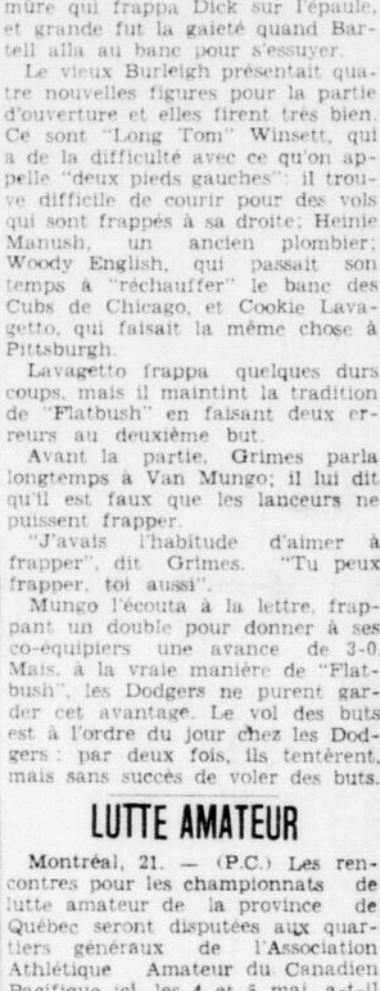 mûre qui frappa Dick sur l'épaule,
et grande fut la gaieté quand Bar-
tell alla au banc pour s'essuyer.
Le vieux Burleigh présentait qua-
tre nouvelles figures pour la partie
d'ouverture et elles firent très bien.
Ce sont "Long Tom" Winsett, qui
a de la difficulté avec ce qu'on ap-
pelle "deux pieds gauches": il trou-
ve difficile de courir pour des vols
qui sont frappés à sa droite; Heinie
Manush, un ancien plombier;
Woody English, qui passait son
temps à "réchauffer" le banc des
Cubs de Chicago, et Cookie Lava-
getto, qui faisait la même chose à
Pittsburgh.
Lavagetto frappa quelques durs
coups, mais il maintint la tradition
de "Flatbush" en faisant deux er-
reurs au deuxième but.
Avant la partie, Grimes parla
longtemps à Van Mungo; il lui dit
qu'il est faux que les lanceurs ne
puissent frapper.
"J'avais l'habitude d'aimer à
frapper", dit Grimes. "Tu peux
frapper, toi aussi".
Mungo l'écouta à la lettre, frap-
pant un double pour donner à ses
co-équipiers une avance de 3-0.
Mais, à la vraie manière de "Flat-
bush", les Dodgers ne purent gar-
der cet avantage. Le vol des buts
est à l'ordre du jour chez les Dod-
gers: par deux fois, ils tentèrent,
mais sans succès de voler des buts.
LUTTE AMATEUR
Montréal, 21. — (P.C.) Les ren-
contres pour les championnats de
lutte amateur de la province de
Québec seront disputées aux quar-
tiers généraux de l'Association
Athlétique Amateur du Canadien
Pacifique ici, les 4 et 5 mai, a-t-il